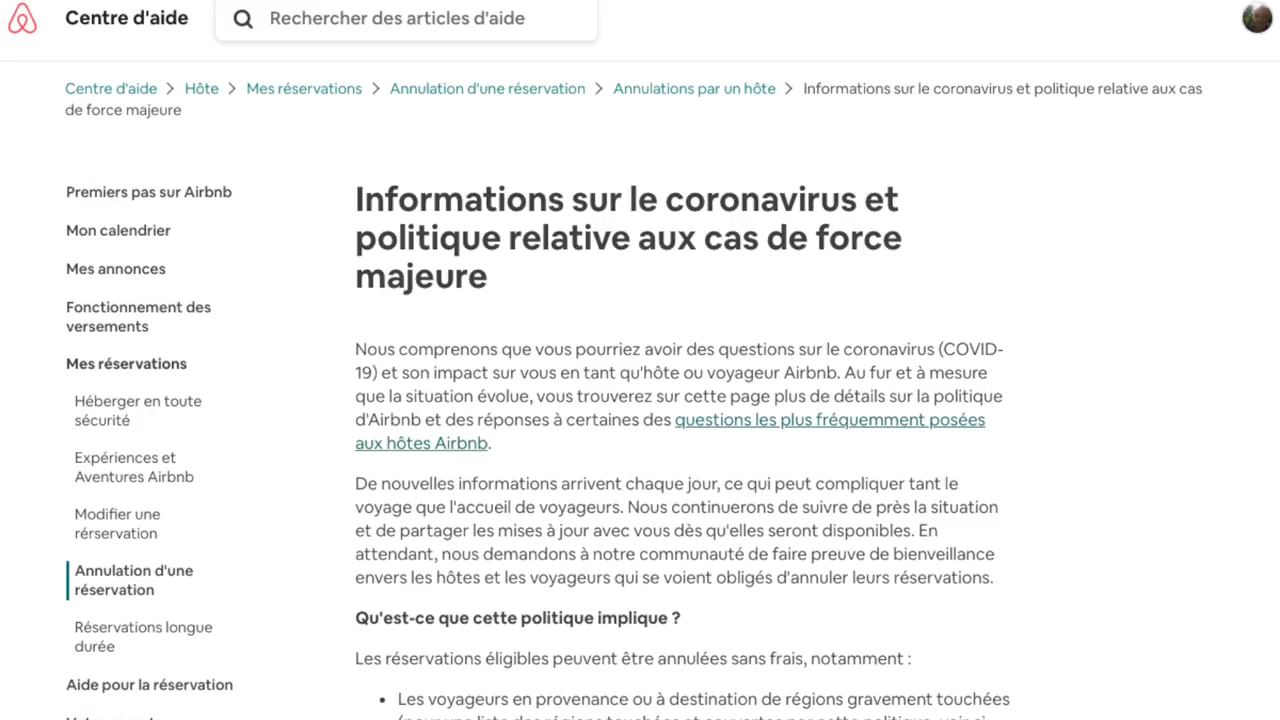 Centre d'aide
Rechercher des articles d'aide
Centre d'aide > Hôte > Mes réservations > Annulation d'une réservation > Annulations par un hôte > Informations sur le coronavirus et politique relative aux cas
de force majeure
Premiers pas sur Airbnb
Mon calendrier
Mes annonces
Fonctionnement des
versements
Mes réservations
Héberger en toute
sécurité
Expériences et
Aventures Airbnb
Modifier une
rérservation
Annulation d'une
réservation
Réservations longue
durée
Aide pour la réservation
Informations sur le coronavirus et
politique relative aux cas de force
majeure
Nous comprenons que vous pourriez avoir des questions sur le coronavirus (COVID-
19) et son impact sur vous en tant qu'hôte ou voyageur Airbnb. Au fur et à mesure
que la situation évolue, vous trouverez sur cette page plus de détails sur la politique
d'Airbnb et des réponses à certaines des questions les plus fréquemment posées
aux hôtes Airbnb.
De nouvelles informations arrivent chaque jour, ce qui peut compliquer tant le
voyage que l'accueil de voyageurs. Nous continuerons de suivre de près la situation
et de partager les mises à jour avec vous dès qu'elles seront disponibles. En
attendant, nous demandons à notre communauté de faire preuve de bienveillance
envers les hôtes et les voyageurs qui se voient obligés d'annuler leurs réservations.
Qu'est-ce que cette politique implique ?
Les réservations éligibles peuvent être annulées sans frais, notamment :
• Les voyageurs en provenance ou à destination de régions gravement touchées